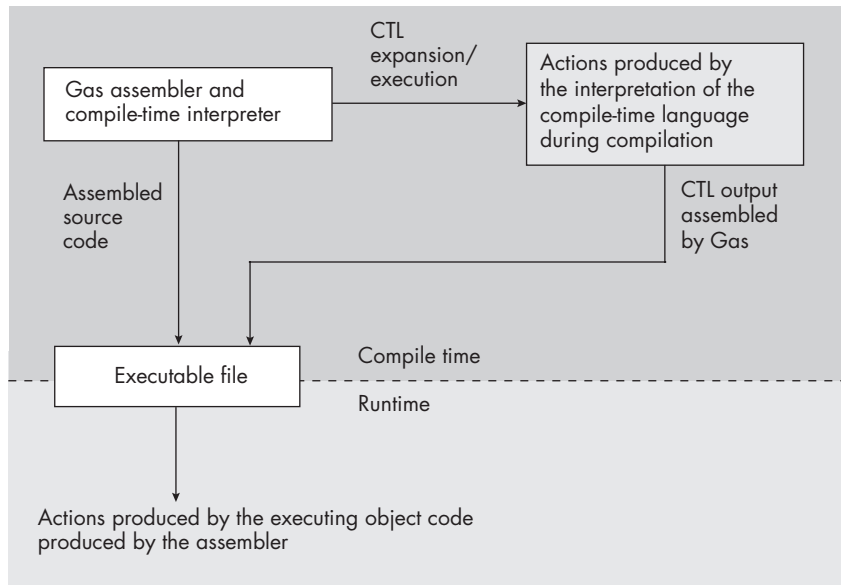 CTL
expansion/
execution
Gas assembler and
compile-time interpreter
Actions produced by
the interpretation of the
compile-time language
during compilation
Assembled
source
code
CTL output
assembled
by Gas
Executable file
Compile time
Runtime
Actions produced by the executing object code
produced by the assembler